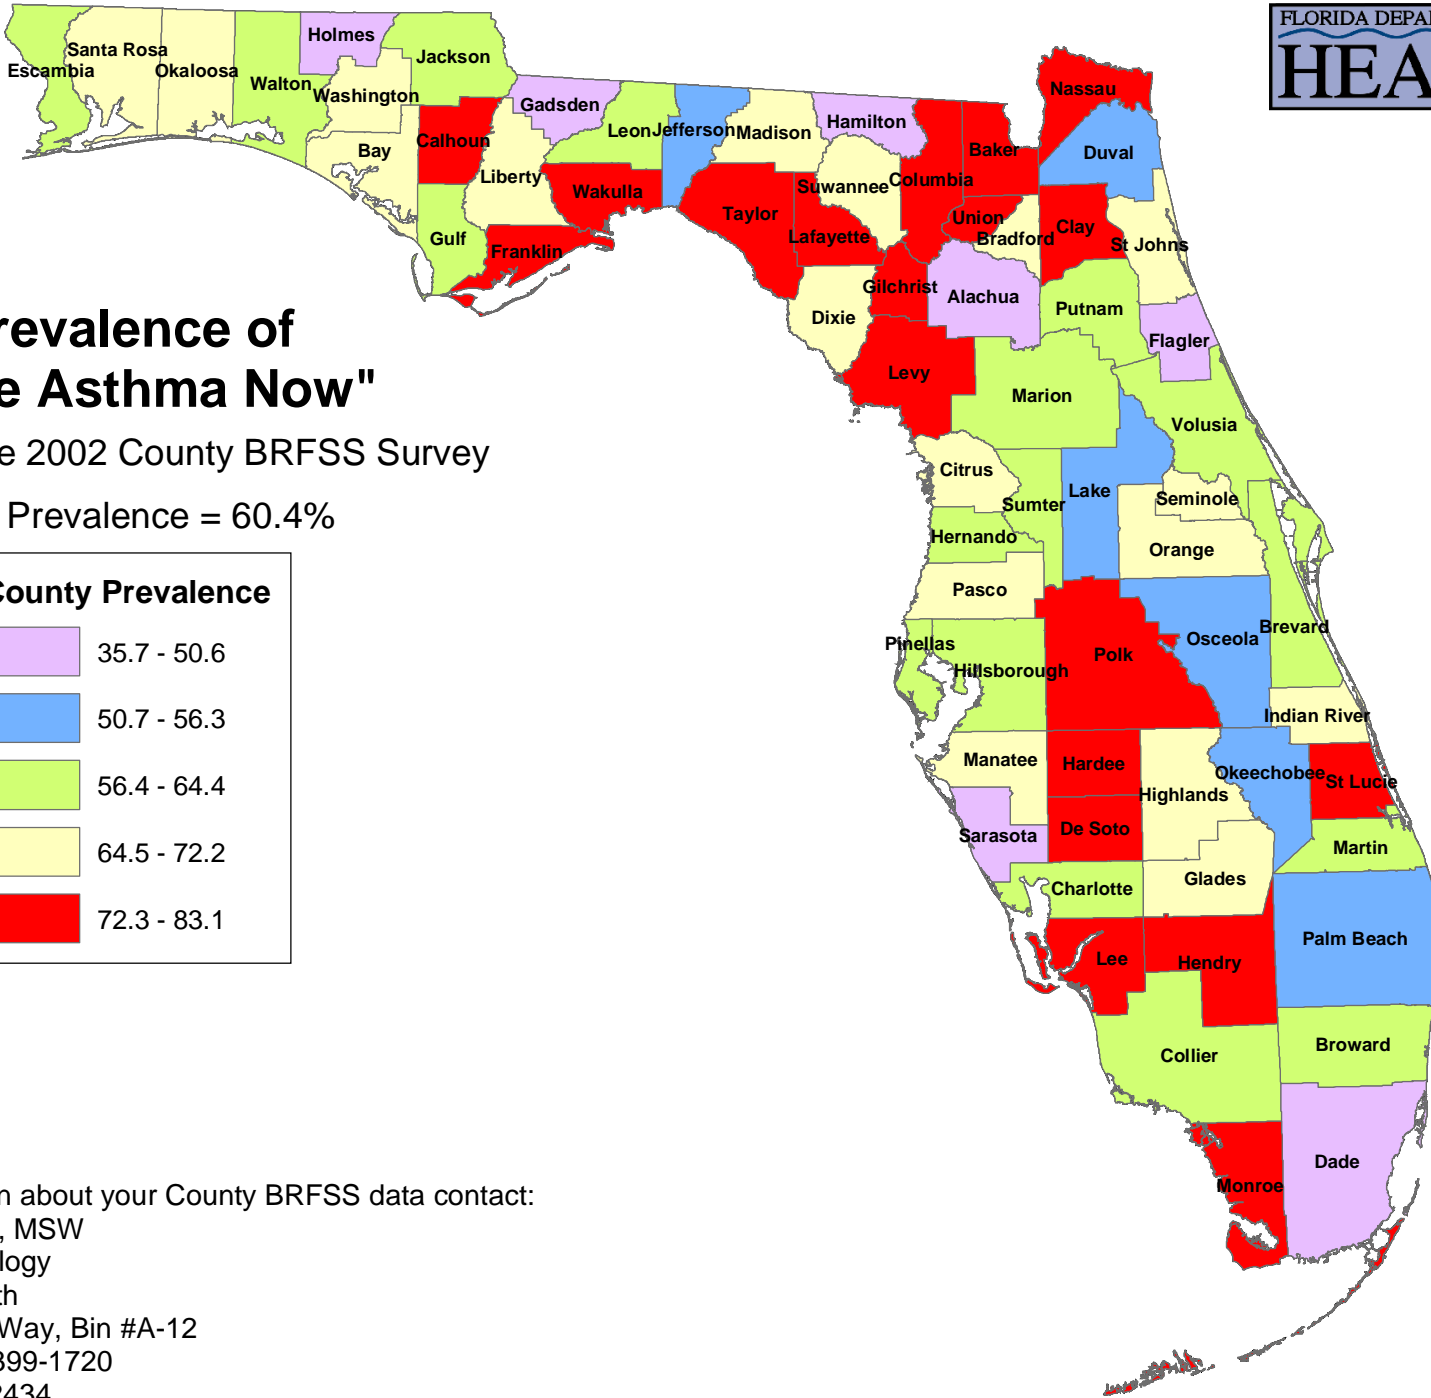 FLORIDA DEPA
HEA
Holmes
Jackson
Santa Rosa
Escambia
Okaloosa
Walton
Washington
Gadsden
Nassau
Hamilton
Leon
Jefferson
Madison
Calhoun
Bay
Baker
Duval
Liberty
Wakulla
Suwannee
Columbia
Taylor
Union
Clay
Lafayette
Bradford
St Johns
Gulf
Franklin
Gilchrist
Alachua
Putnam
Dixie
Flagler
Levy
Marion
Volusia
revalence of
e Asthma Now"
e 2002 County BRFSS Survey
Prevalence = 60.4%
Citrus
Lake
Seminole
Sumter
Hernando
Orange
Pasco
Brevard
Osceola
Pinellas
Polk
Hillsborough
Indian River
County Prevalence
35.7 - 50.6
50.7 - 56.3
56.4 - 64.4
64.5 - 72.2
72.3 - 83.1
Manatee
Hardee
Okeechobee
St Lucie
Highlands
De Soto
Sarasota
Martin
Glades
Charlotte
Palm Beach
Lee
Hendry
Broward
Collier
Dade
Monroe
n about your County BRFSS data contact:
, MSW
logy
th
Way, Bin #A-12
399-1720
2434